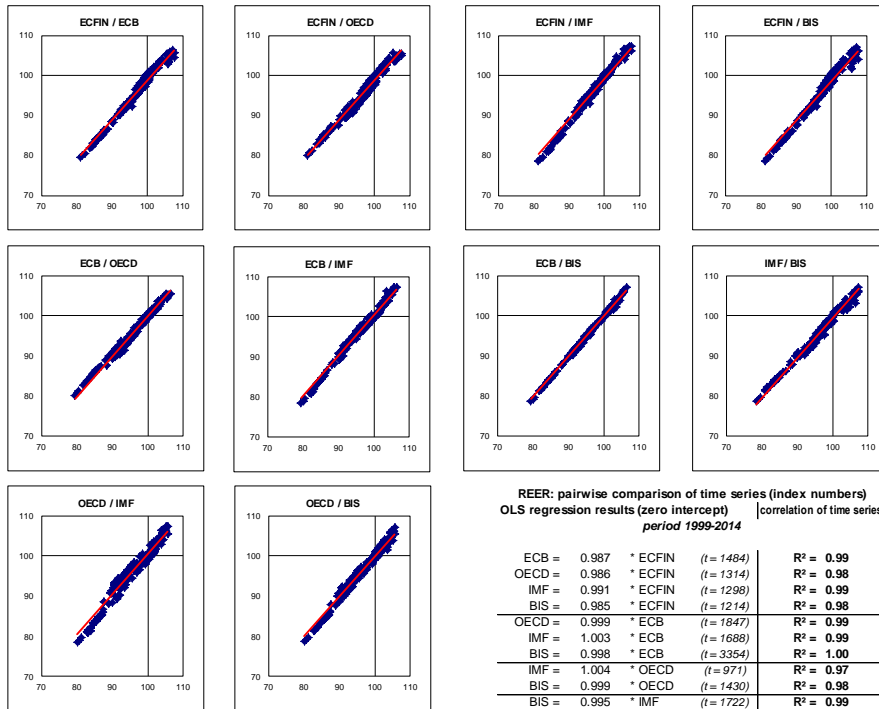 ECFIN / ECB
110
100
90
80
70
70 80 90 100 110
ECFIN / OECD
110
100
90
80
70
70 80 90 100 110
ECFIN / IMF
110
100
90
80
70
70 80 90 100 110
ECFIN / BIS
110
100
90
80
70
70 80 90 100 110
ECB / OECD
110
100
90
80
70
70 80 90 100 110
ECB / IMF
110
100
90
80
70
70 80 90 100 110
ECB / BIS
110
100
90
80
70
70 80 90 100 110
IMF/ BIS
110
100
90
80
70
70 80 90 100 110
OECD / IMF
110
100
90
80
70
70 80 90 100 110
OECD / BIS
110
100
90
80
70
70 80 90 100 110
REER: pairwise comparison of time series (index numbers)
OLS regression results (zero intercept) correlation of time series
period 1999-2014
ECB = 0.987 * ECFIN (t = 1484) R² = 0.99
OECD = 0.986 * ECFIN (t = 1314) R² = 0.98
IMF = 0.991 * ECFIN (t = 1298) R² = 0.99
BIS = 0.985 * ECFIN (t = 1214) R² = 0.98
OECD = 0.999 * ECB (t = 1847) R² = 0.99
IMF = 1.003 * ECB (t = 1688) R² = 0.99
BIS = 0.998 * ECB (t = 3354) R² = 1.00
IMF = 1.004 * OECD (t = 971) R² = 0.97
BIS = 0.999 * OECD (t = 1430) R² = 0.98
BIS = 0.995 * IMF (t = 1722) R² = 0.99